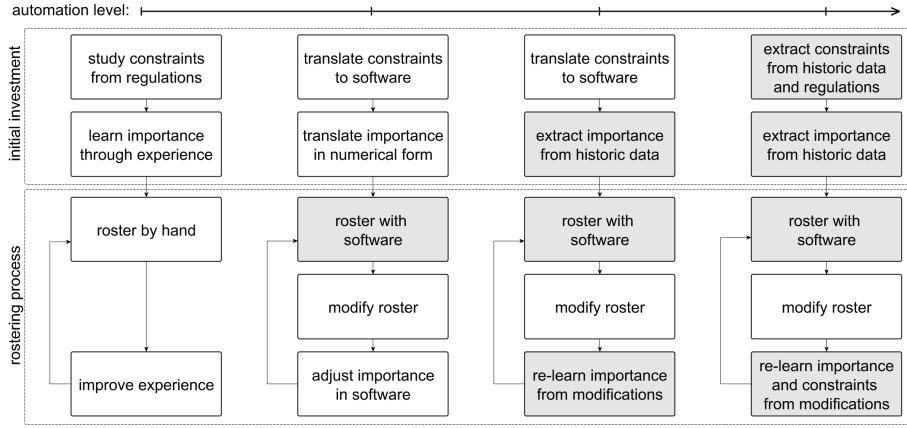 automation level:
initial investment
study constraints
from regulations
translate constraints
to software
translate constraints
to software
extract constraints
from historic data
and regulations
learn importance
through experience
translate importance
in numerical form
extract importance
from historic data
extract importance
from historic data
rostering process
roster by hand
roster with
software
roster with
software
roster with
software
modify roster
modify roster
modify roster
improve experience
adjust importance
in software
re-learn importance
from modifications
re-learn importance
and constraints
from modifications